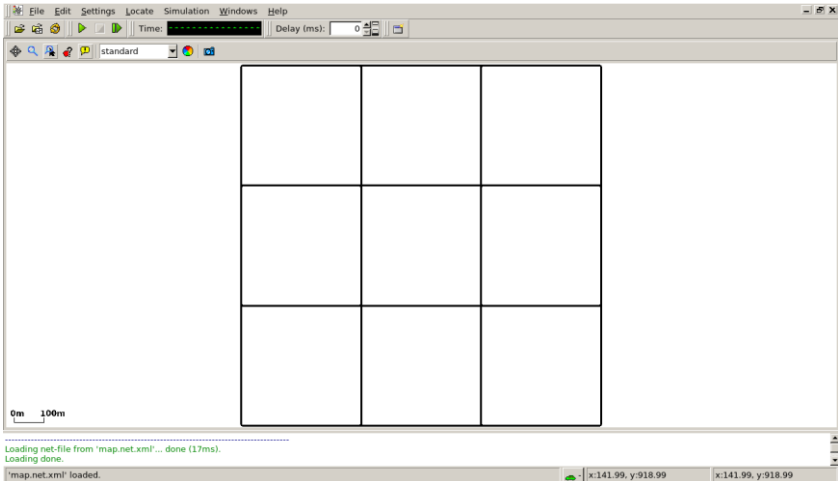 File Edit Settings Locate Simulation Windows Help
Time: Delay (ms): 0
standard
0m 100m
Loading net-file from 'map.net.xml'... done (17ms).
Loading done.
'map.net.xml' loaded. x:141.99, y:918.99 x:141.99, y:918.99